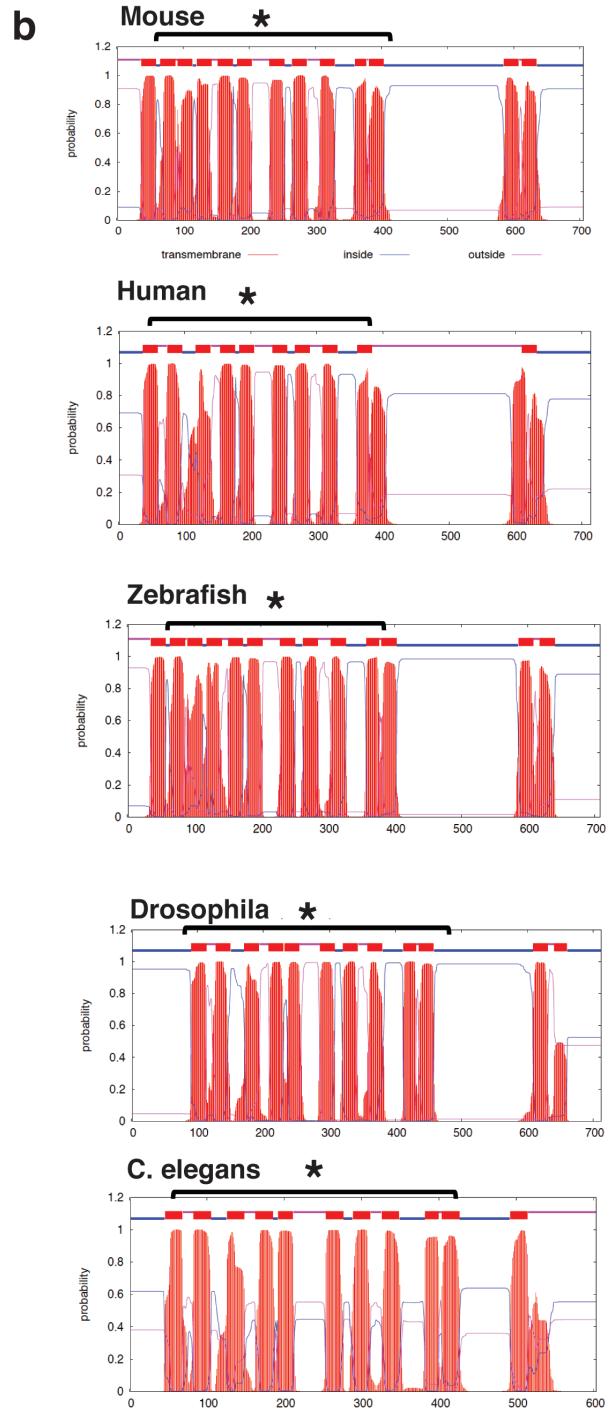 b
Mouse *
1.2
1
0.8
0.6
0.4
0.2
0
probability
0 100 200 300 400 500 600 700
transmembrane inside outside
Human *
1.2
1
0.8
0.6
0.4
0.2
0
probability
0 100 200 300 400 500 600 700
Zebrafish *
1.2
1
0.8
0.6
0.4
0.2
0
probability
0 100 200 300 400 500 600 700
Drosophila *
1.2
1
0.8
0.6
0.4
0.2
0
probability
100 200 300 400 500 600 700
C. elegans *
1.2
1
0.8
0.6
0.4
0.2
0
probability
0 100 200 300 400 500 600